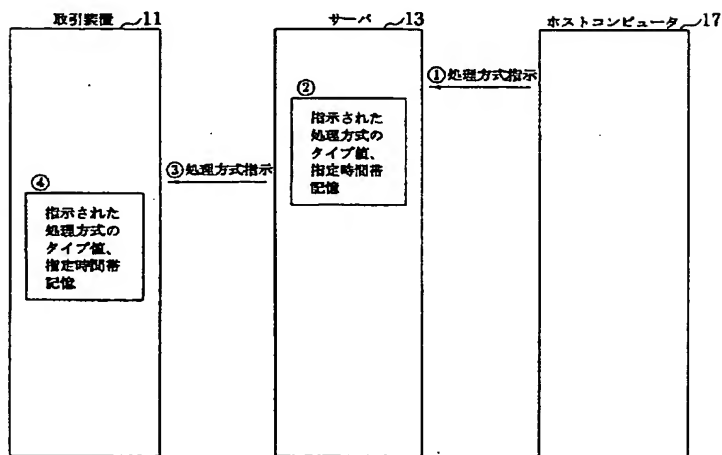 取引装置 11
サーバ 13
ホストコンピュータ 17
①処理方式指示
②
指示された
処理方式の
タイプ値、
指定時間帯
記憶
③処理方式指示
④
指示された
処理方式の
タイプ値、
指定時間帯
記憶